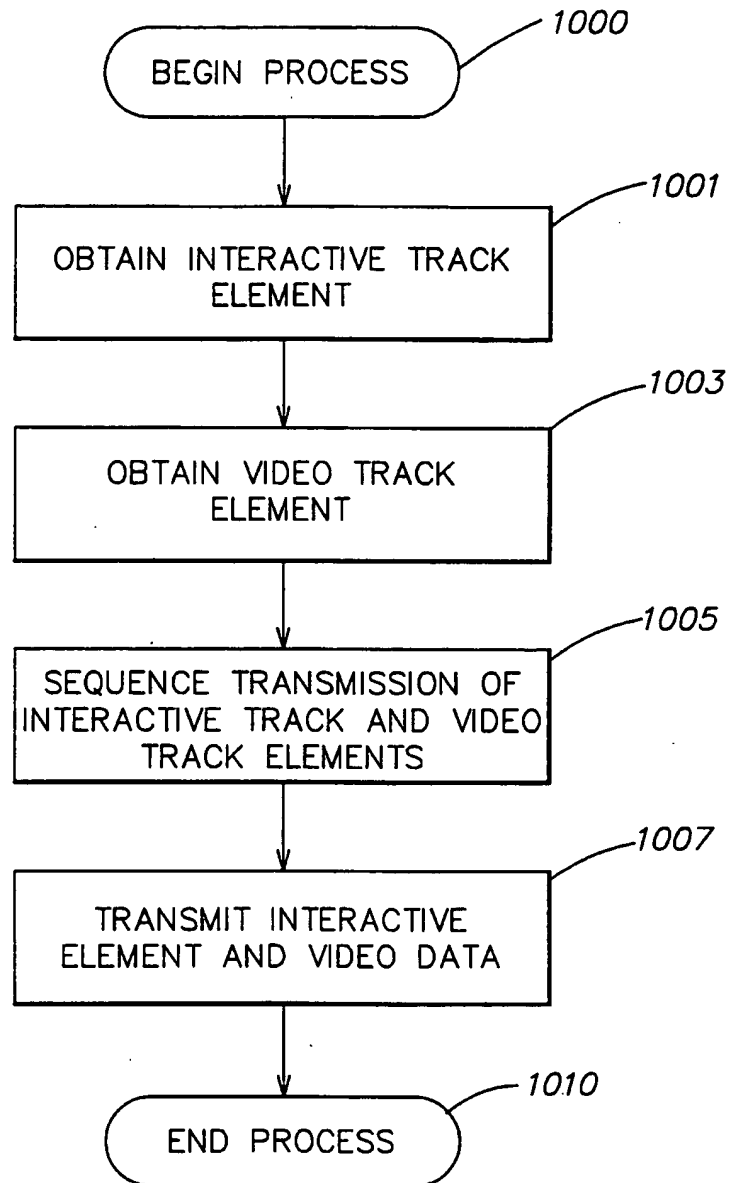 1000
BEGIN PROCESS
1001
OBTAIN INTERACTIVE TRACK
ELEMENT
1003
OBTAIN VIDEO TRACK
ELEMENT
1005
SEQUENCE TRANSMISSION OF
INTERACTIVE TRACK AND VIDEO
TRACK ELEMENTS
1007
TRANSMIT INTERACTIVE
ELEMENT AND VIDEO DATA
1010
END PROCESS